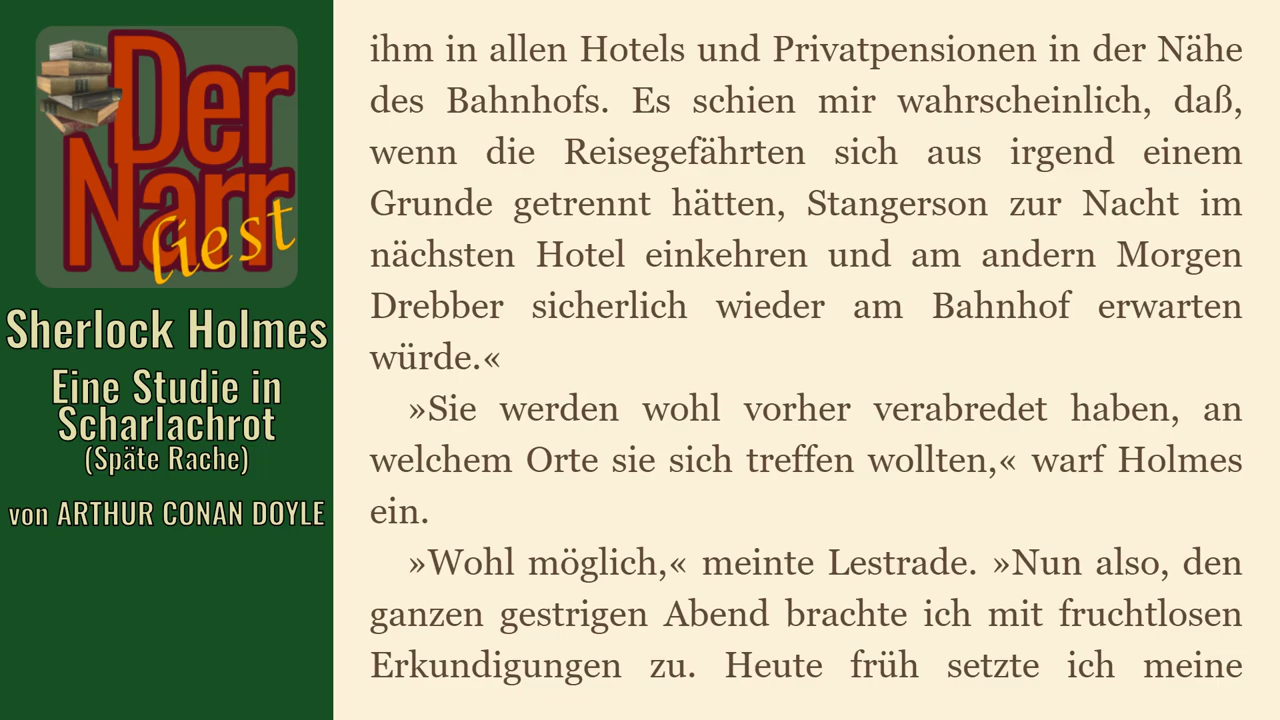 Der
Narr
liest
Sherlock Holmes
Eine Studie in
Scharlachrot
(Späte Rache)
von ARTHUR CONAN DOYLE
ihm in allen Hotels und Privatpensionen in der Nähe
des Bahnhofs. Es schien mir wahrscheinlich, daß,
wenn die Reisegefährten sich aus irgend einem
Grunde getrennt hätten, Stangerson zur Nacht im
nächsten Hotel einkehren und am andern Morgen
Drebber sicherlich wieder am Bahnhof erwarten
würde.«
»Sie werden wohl vorher verabredet haben, an
welchem Orte sie sich treffen wollten,« warf Holmes
ein.
»Wohl möglich,« meinte Lestrade. »Nun also, den
ganzen gestrigen Abend brachte ich mit fruchtlosen
Erkundigungen zu. Heute früh setzte ich meine